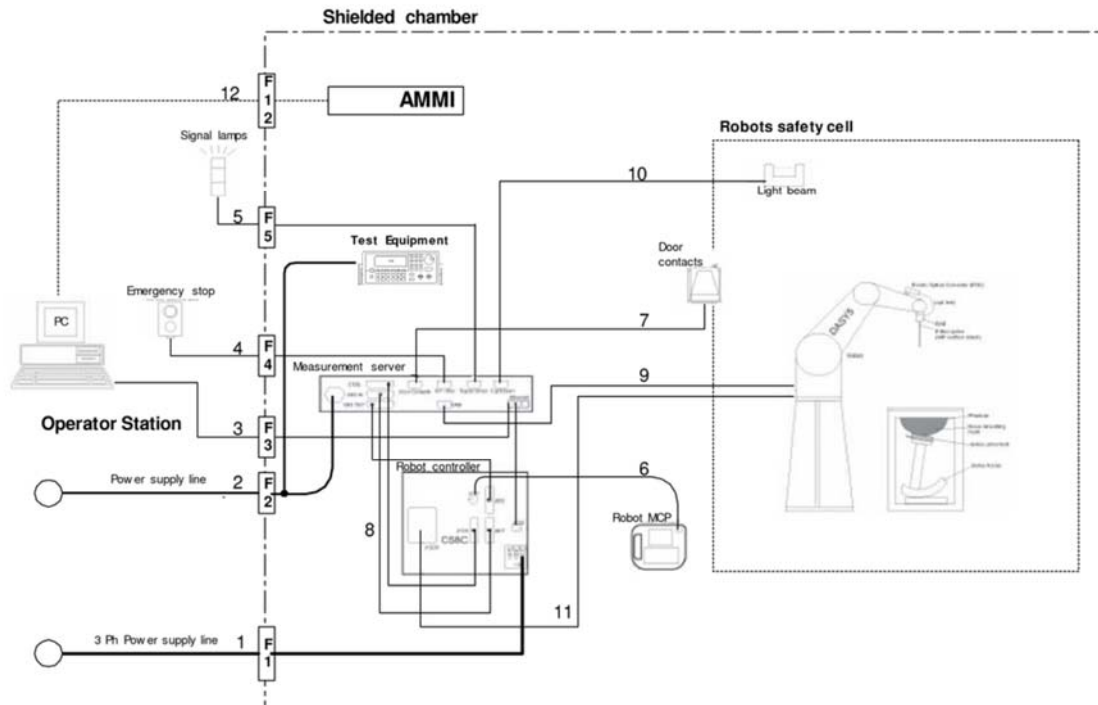 Shielded chamber
12
F
1
2
AMMI
Signal lamps
Robots safety cell
10
Light beam
5
F
5
Test Equipment
Door
contacts
Emergency stop
PC
DASY5
7
4
F
4
Measurement server
9
Operator Station
3
F
3
Robot controller
Power supply line
2
F
2
6
8
CS8C
Robot MCP
11
3 Ph Power supply line
1
F
1